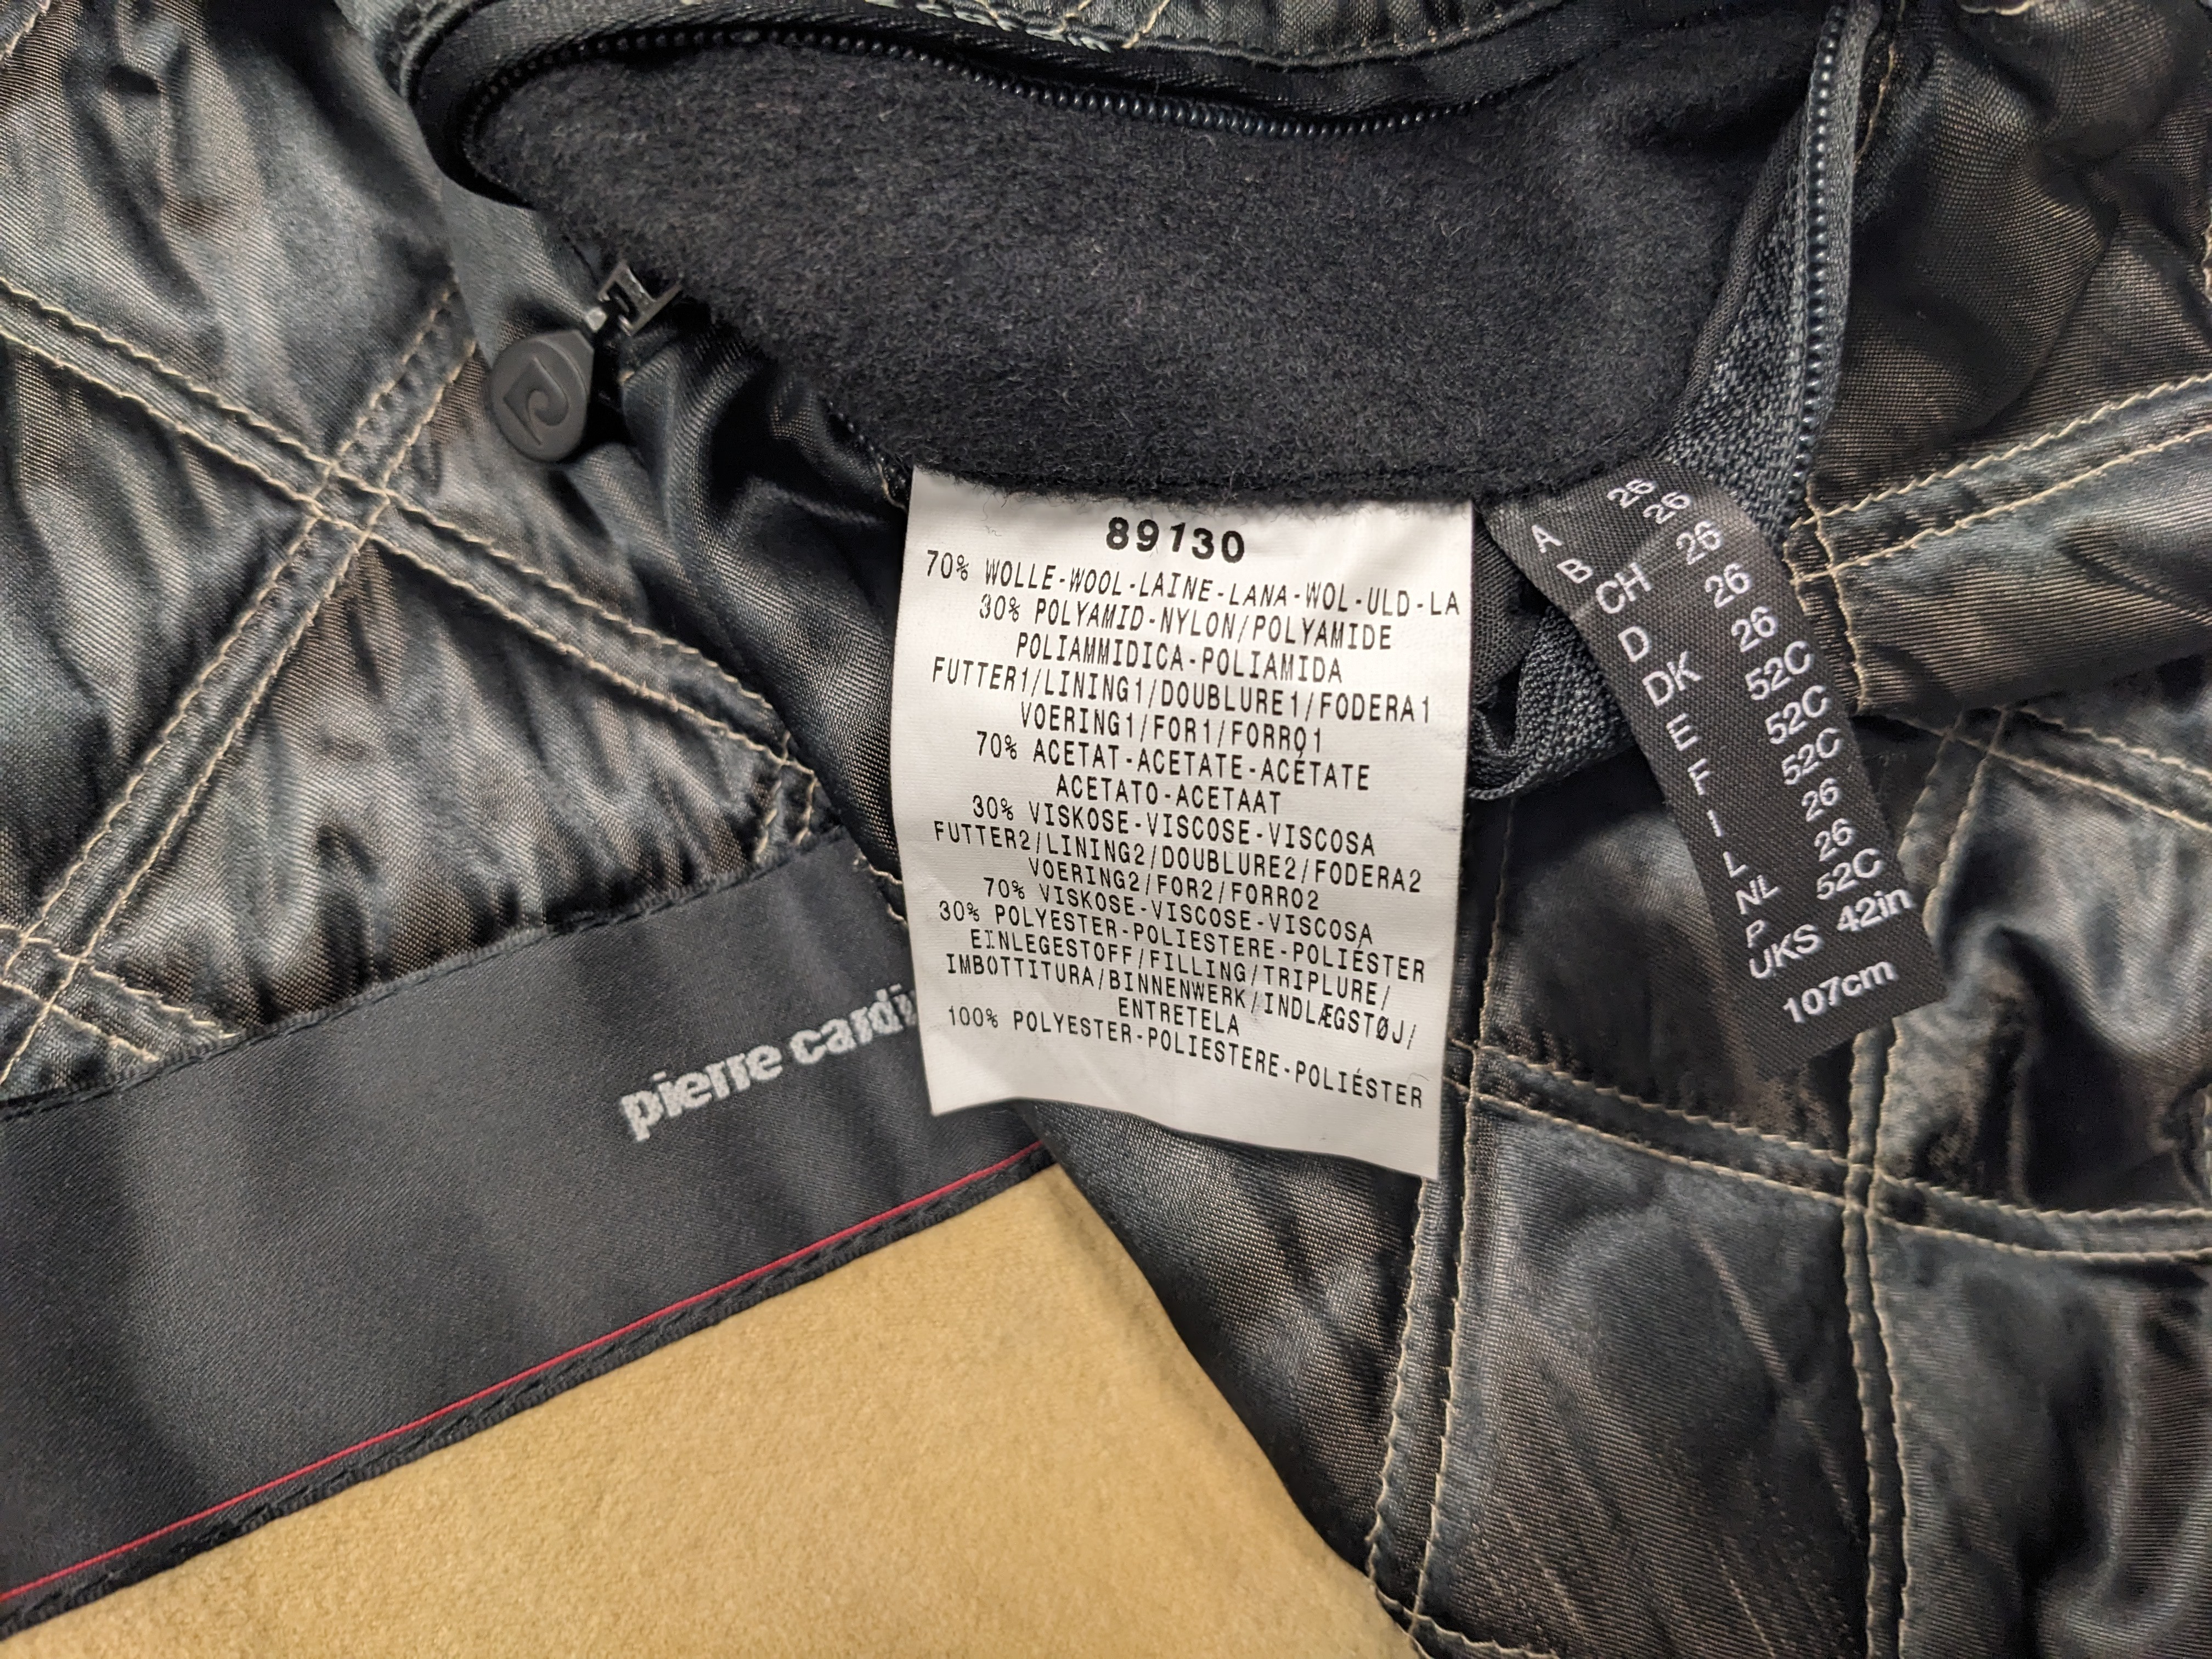 89130
70% WOLLE-WOOL-LAINE-LANA-WOL-ULD-LA
30% POLYAMID-NYLON/POLYAMIDE
POLIAMMIDICA-POLIAMIDA
FUTTER1/LINING1/DOUBLURE1/FODERA1
VOERING1/FOR1/FORRO1
70% ACETAT-ACETATE-ACÉTATE
ACETATO-ACETAAT
30% VISKOSE-VISCOSE-VISCOSA
FUTTER2/LINING2/DOUBLURE2/FODERA2
VOERING2/FOR2/FORRO2
70% VISKOSE-VISCOSE-VISCOSA
30% POLYESTER-POLIESTERE-POLIÉSTER
EINLEGESTOFF/FILLING/TRIPLURE/
IMBOTTITURA/BINNENWERK/INDLÆGSTØJ/
ENTRETELA
100% POLYESTER-POLIESTERE-POLIÉSTER
A 26
B 26
CH 26
D 26
DK 26
E 52C
F 52C
I 52C
L 26
NL 26
P 52C
UKS 42in
107cm
pierre cardi